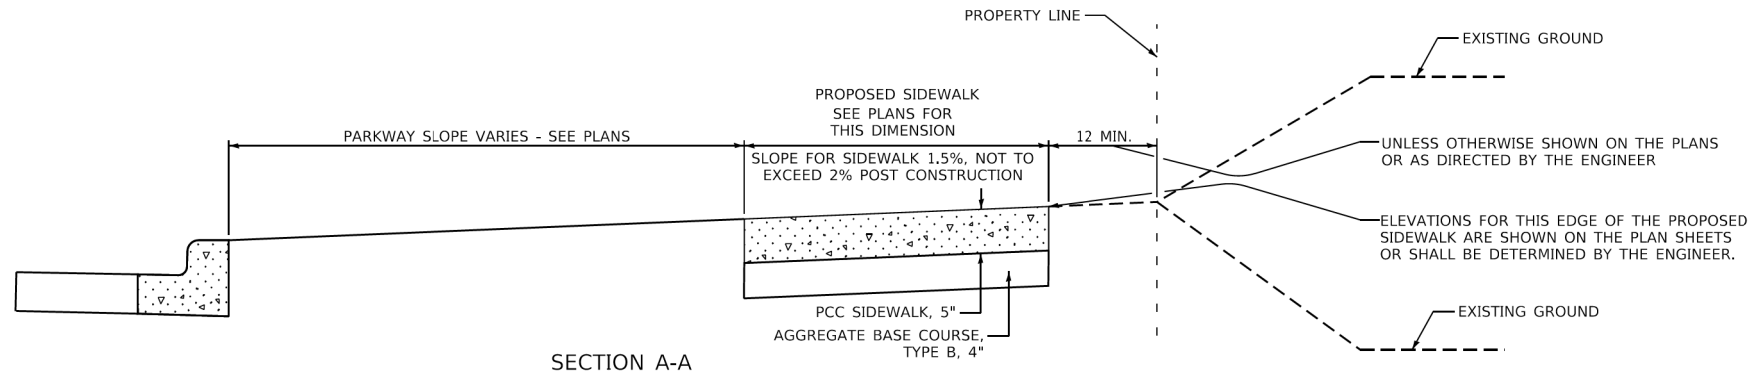 PROPERTY LINE
EXISTING GROUND
PROPOSED SIDEWALK
SEE PLANS FOR
THIS DIMENSION
PARKWAY SLOPE VARIES - SEE PLANS
12 MIN.
UNLESS OTHERWISE SHOWN ON THE PLANS
OR AS DIRECTED BY THE ENGINEER
SLOPE FOR SIDEWALK 1.5%, NOT TO
EXCEED 2% POST CONSTRUCTION
ELEVATIONS FOR THIS EDGE OF THE PROPOSED
SIDEWALK ARE SHOWN ON THE PLAN SHEETS
OR SHALL BE DETERMINED BY THE ENGINEER.
PCC SIDEWALK, 5"
EXISTING GROUND
AGGREGATE BASE COURSE,
TYPE B, 4"
SECTION A-A